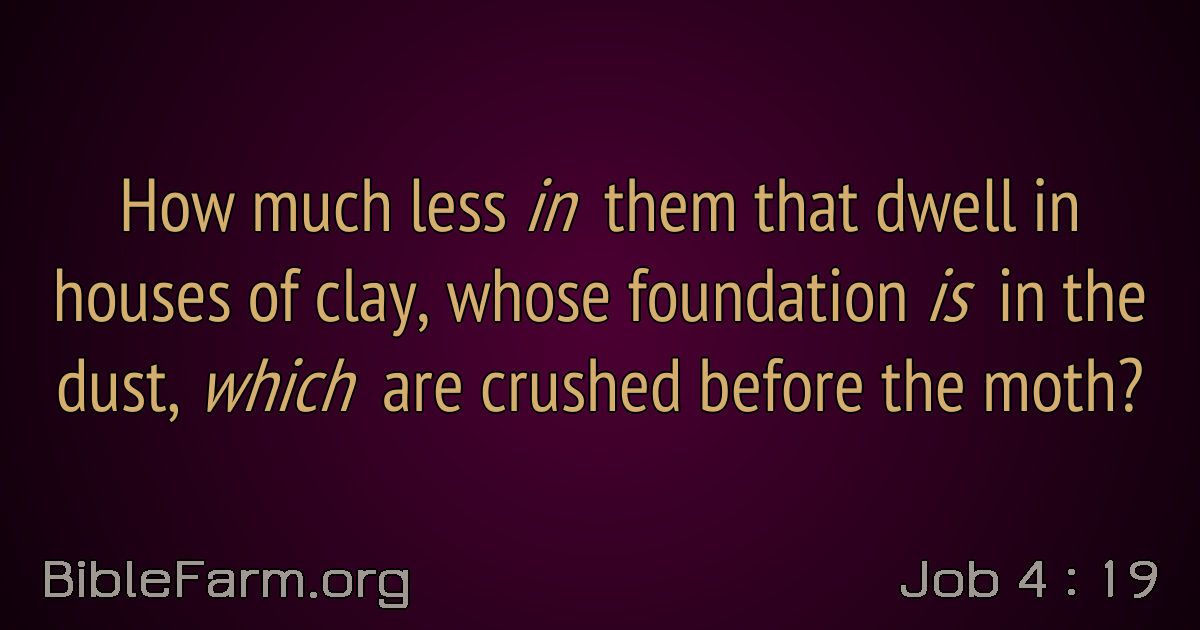 How much less in them that dwell in
houses of clay, whose foundation is in the
dust, which are crushed before the moth?
BibleFarm.org
Job 4 : 19